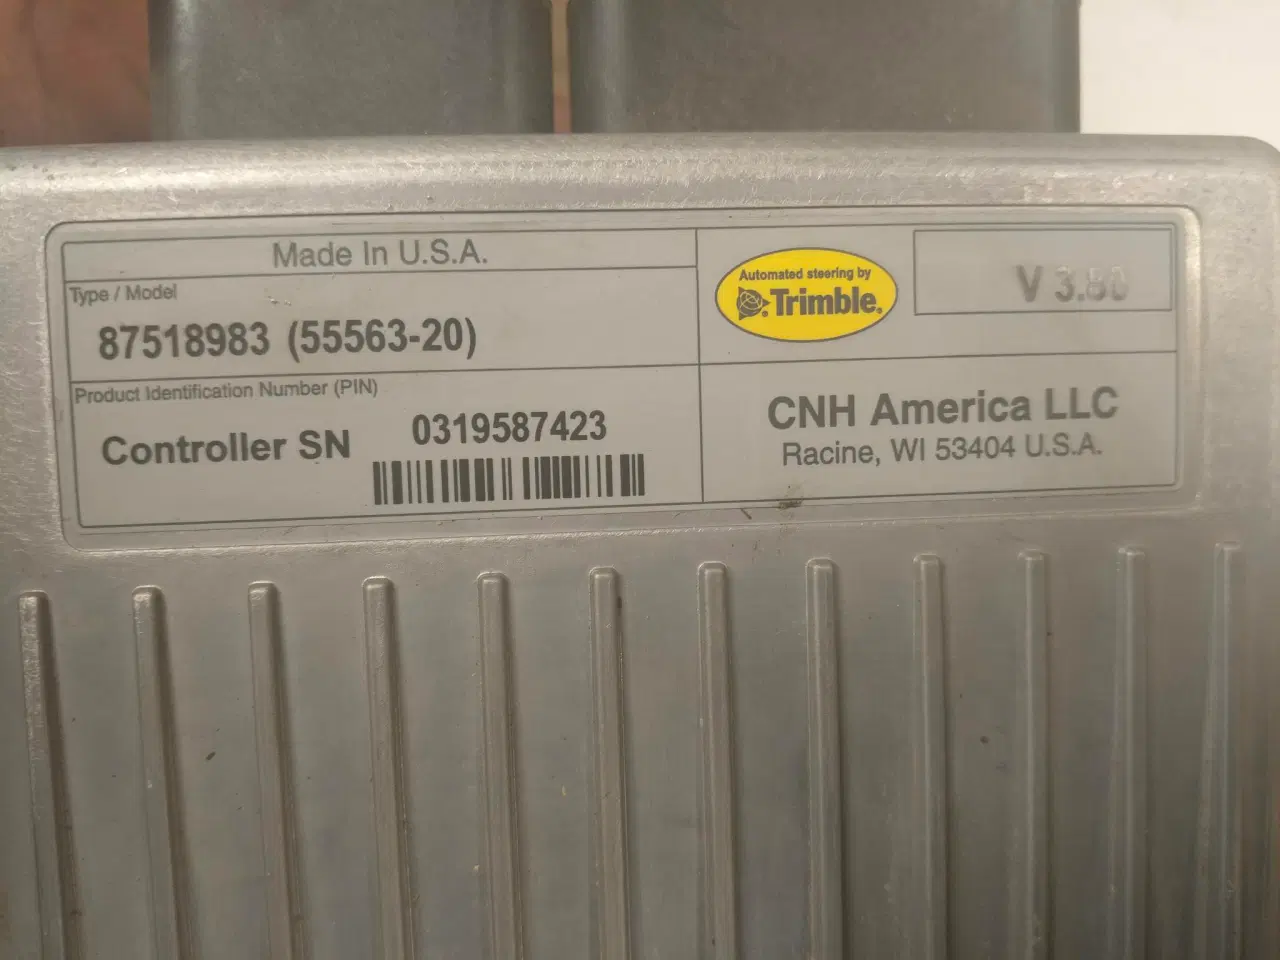 Made In U.S.A.
Type / Model
87518983 (55563-20)
Product Identification Number (PIN)
Controller SN
0319587423
Automated steering by
Trimble.
V 3.80
CNH America LLC
Racine, WI 53404 U.S.A.